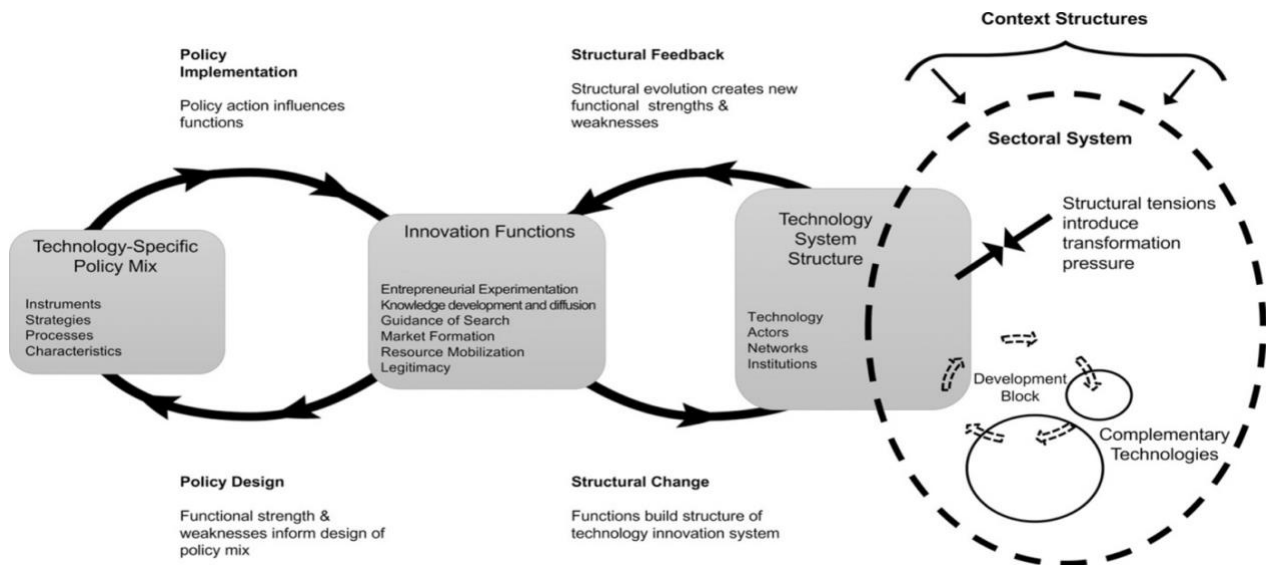 Context Structures
Policy
Implementation
Policy action influences
functions
Structural Feedback
Structural evolution creates new
functional strengths &
weaknesses
Sectoral System
Structural tensions
introduce
transformation
pressure
Technology-Specific
Policy Mix
Instruments
Strategies
Processes
Characteristics
Innovation Functions
Entrepreneurial Experimentation
Knowledge development and diffusion
Guidance of Search
Market Formation
Resource Mobilization
Legitimacy
Technology
System
Structure
Technology
Actors
Networks
Institutions
Development
Block
Complementary
Technologies
Policy Design
Functional strength &
weaknesses inform design of
policy mix
Structural Change
Functions build structure of
technology innovation system